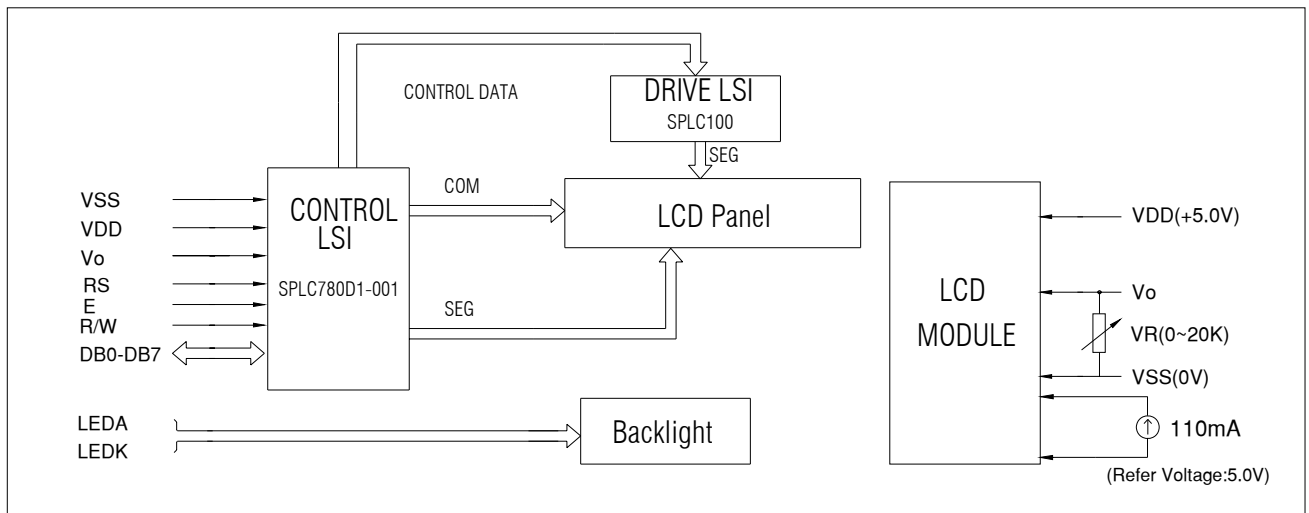 CONTROL DATA
DRIVE LSI
SPLC100
SEG
VSS
VDD
Vo
RS
E
R/W
DB0-DB7
CONTROL
LSI
SPLC780D1-001
COM
SEG
LCD Panel
LEDA
LEDK
Backlight
LCD
MODULE
VDD(+5.0V)
Vo
VR(0~20K)
VSS(0V)
110mA
(Refer Voltage:5.0V)